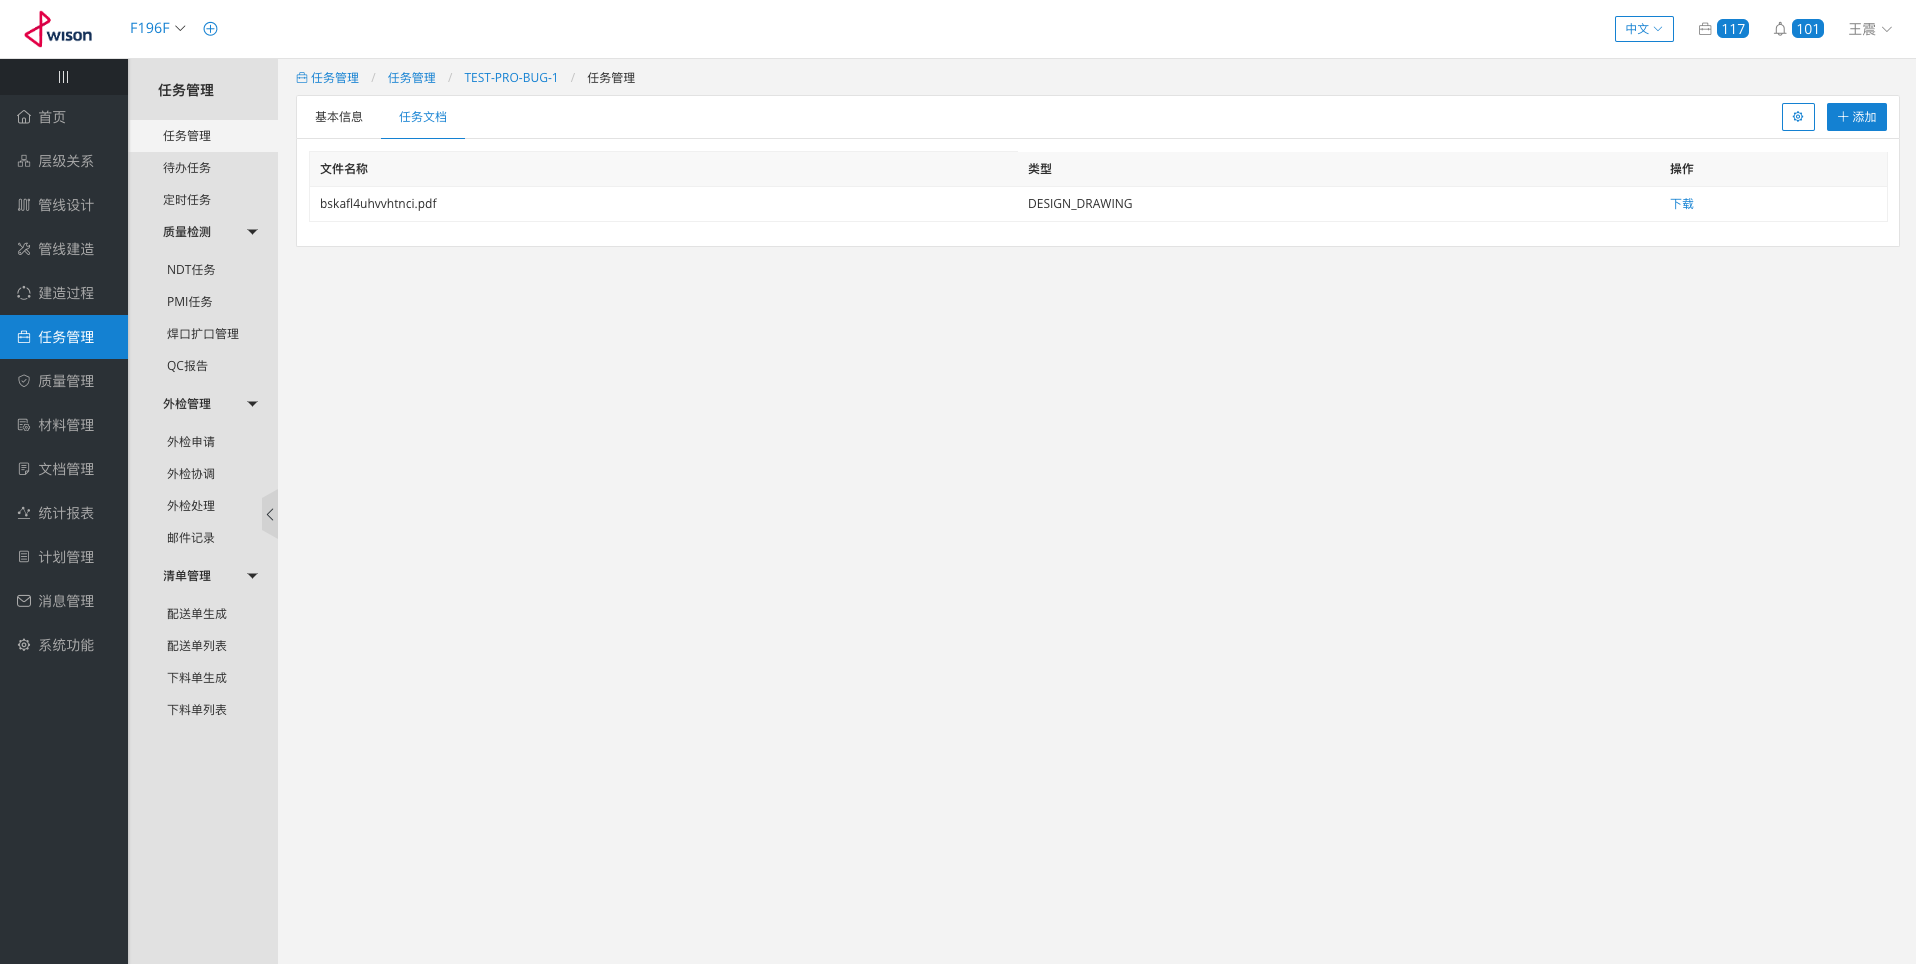 wison F196F 中文 117 101 王震
首页
层级关系
管线设计
管线建造
建造过程
任务管理
质量管理
材料管理
文档管理
统计报表
计划管理
消息管理
系统功能
任务管理
任务管理
待办任务
定时任务
质量检测
NDT任务
PMI任务
焊口扩口管理
QC报告
外检管理
外检申请
外检协调
外检处理
邮件记录
清单管理
配送单生成
配送单列表
下料单生成
下料单列表
任务管理 / 任务管理 / TEST-PRO-BUG-1 / 任务管理
基本信息 任务文档 添加
文件名称 类型 操作
bskafl4uhvvhtnci.pdf DESIGN_DRAWING 下载